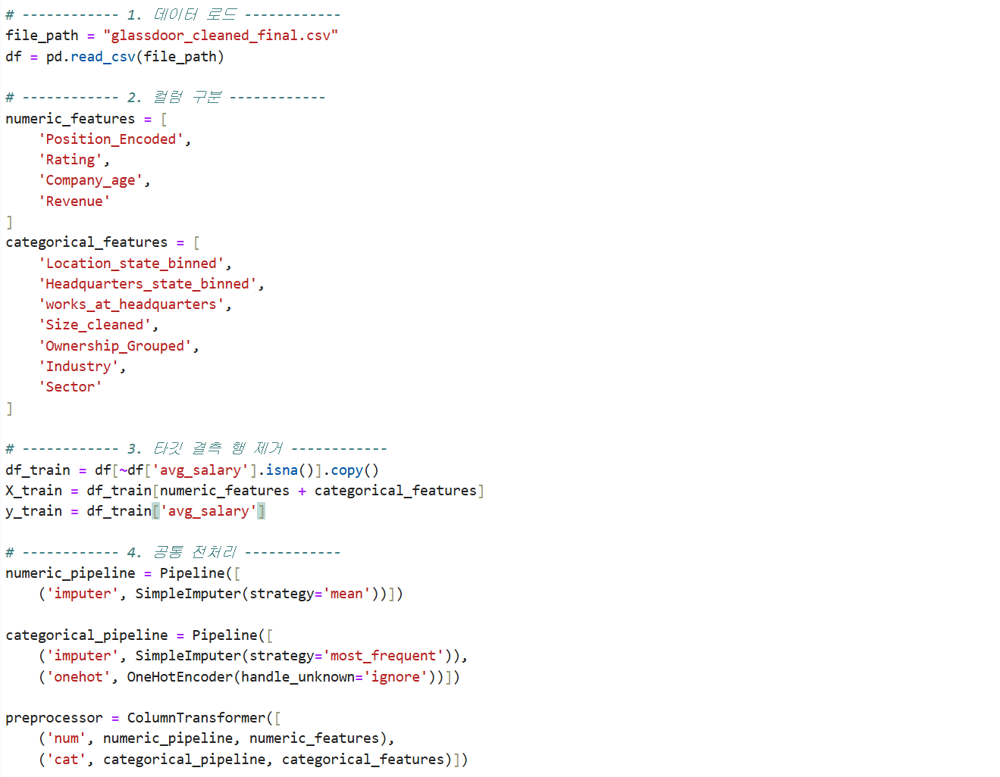 # ------------ 1. 데이터 로드 ------------
file_path = "glassdoor_cleaned_final.csv"
df = pd.read_csv(file_path)
# ------------ 2. 컬럼 구분 ------------
numeric_features = [
    'Position_Encoded',
    'Rating',
    'Company_age',
    'Revenue'
]
categorical_features = [
    'Location_state_binned',
    'Headquarters_state_binned',
    'works_at_headquarters',
    'Size_cleaned',
    'Ownership_Grouped',
    'Industry',
    'Sector'
]
# ------------ 3. 타깃 결측 행 제거 ------------
df_train = df[~df['avg_salary'].isna()].copy()
X_train = df_train[numeric_features + categorical_features]
y_train = df_train['avg_salary']
# ------------ 4. 공통 전처리 ------------
numeric_pipeline = Pipeline([
    ('imputer', SimpleImputer(strategy='mean'))])
categorical_pipeline = Pipeline([
    ('imputer', SimpleImputer(strategy='most_frequent')),
    ('onehot', OneHotEncoder(handle_unknown='ignore'))])
preprocessor = ColumnTransformer([
    ('num', numeric_pipeline, numeric_features),
    ('cat', categorical_pipeline, categorical_features)])